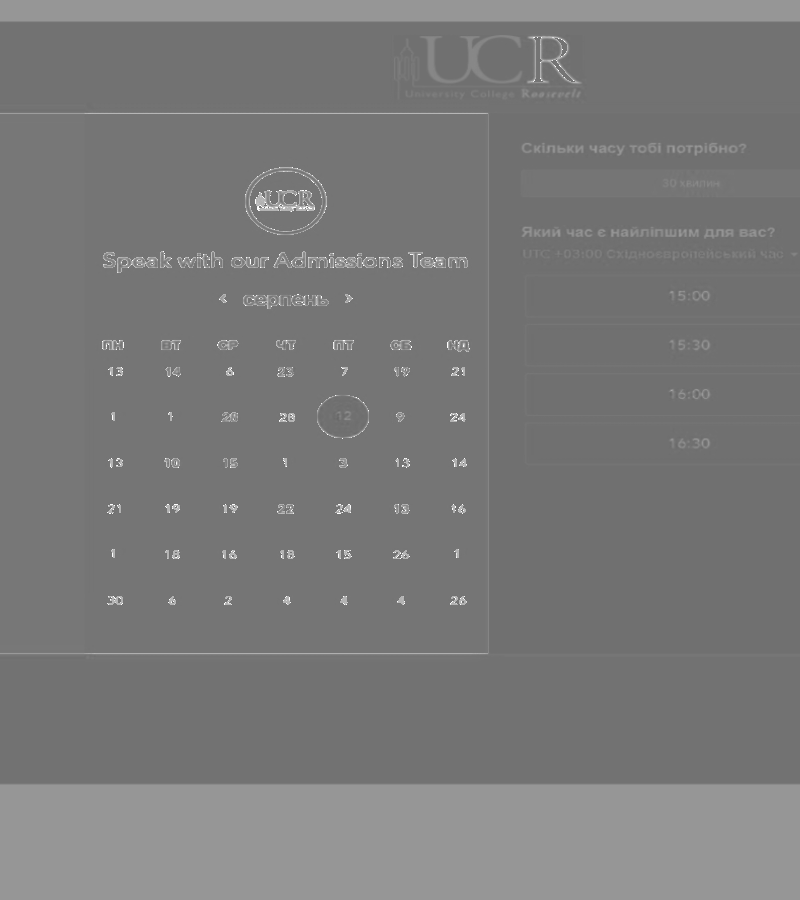 UCR
University College Roosevelt
UCR
Speak with our Admissions Team
< серпень >
ПН ВТ СР ЧТ ПТ СБ НД
13 14 6 25 7 19 21
1 1 28 28 12 9 24
13 10 15 1 3 13 14
21 19 19 22 24 13 16
1 18 16 18 15 26 1
30 6 2 4 4 4 26
Скільки часу тобі потрібно?
30 хвилин
Який час є найліпшим для вас?
UTC +03:00 Східноєвропейський час
15:00
15:30
16:00
16:30